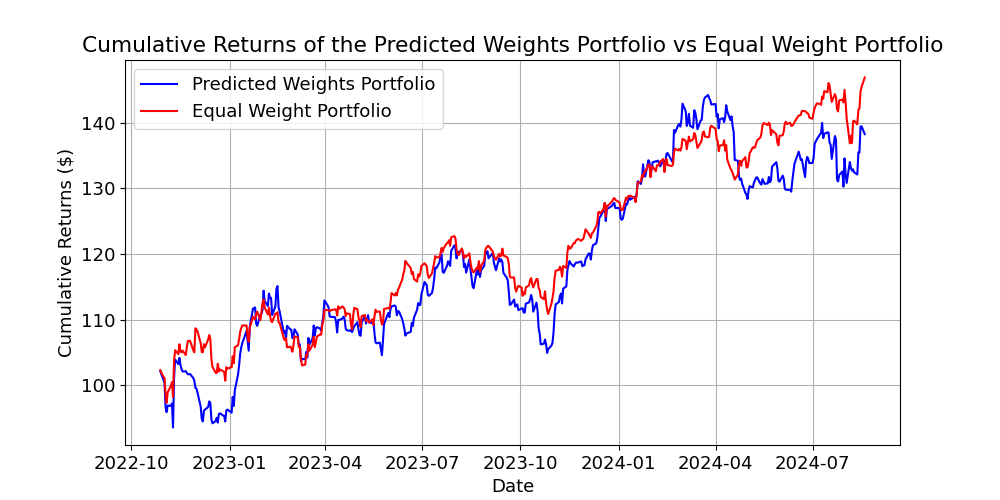 Cumulative Returns of the Predicted Weights Portfolio vs Equal Weight Portfolio
Predicted Weights Portfolio
Equal Weight Portfolio
Cumulative Returns ($)
140
130
120
110
100
2022-10 2023-01 2023-04 2023-07 2023-10 2024-01 2024-04 2024-07
Date